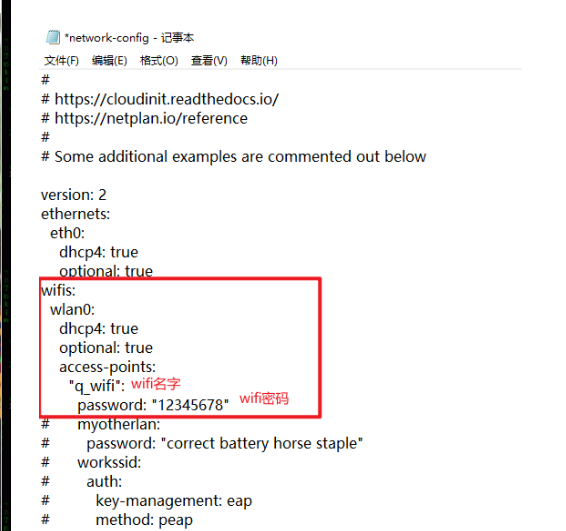 *network-config - 记事本
文件(F) 编辑(E) 格式(O) 查看(V) 帮助(H)
#
# https://cloudinit.readthedocs.io/
# https://netplan.io/reference
#
# Some additional examples are commented out below

version: 2
ethernets:
  eth0:
    dhcp4: true
    optional: true
wifis:
  wlan0:
    dhcp4: true
    optional: true
    access-points:
      "q_wifi": wifi名字
        password: "12345678" wifi密码
#      myotherlan:
#        password: "correct battery horse staple"
#      workssid:
#        auth:
#          key-management: eap
#          method: peap